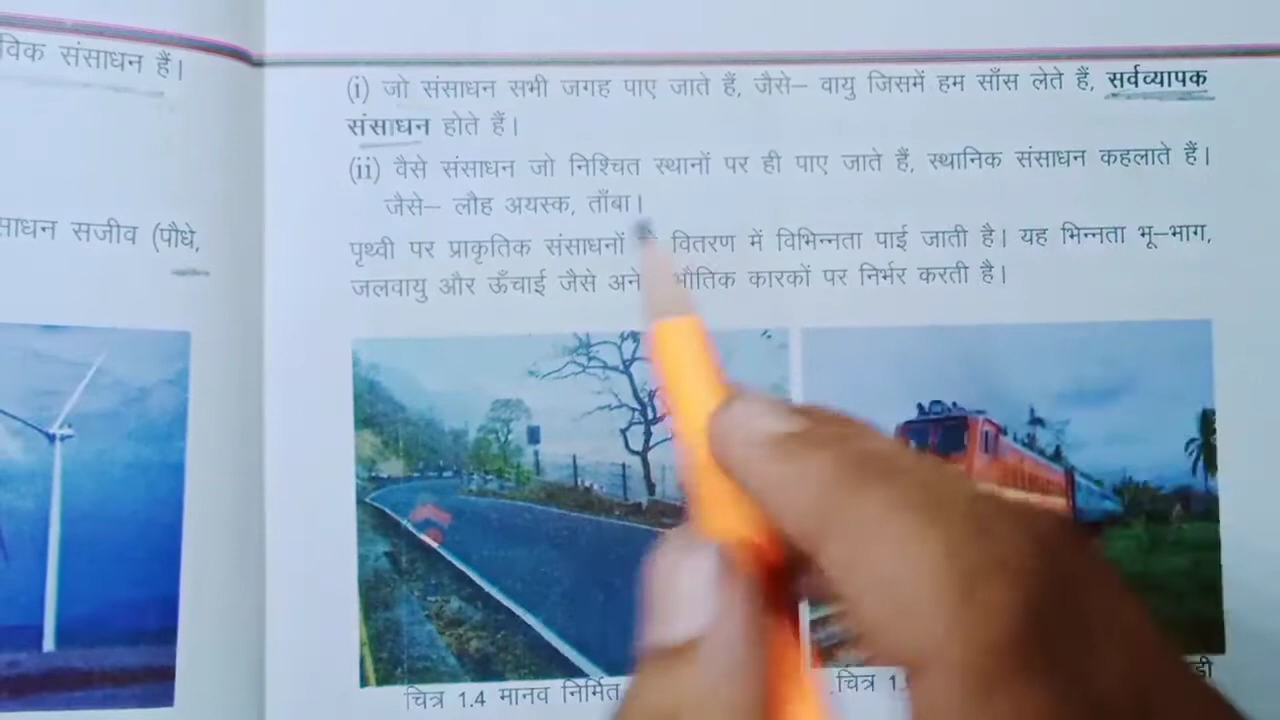 विक संसाधन हैं।
साधन सजीव (पौधे,
(i) जो संसाधन सभी जगह पाए जाते हैं, जैसे– वायु जिसमें हम साँस लेते हैं, सर्वव्यापक
संसाधन होते हैं।
(ii) वैसे संसाधन जो निश्चित स्थानों पर ही पाए जाते हैं, स्थानिक संसाधन कहलाते हैं।
जैसे– लौह अयस्क, ताँबा।
पृथ्वी पर प्राकृतिक संसाधनों वितरण में विभिन्नता पाई जाती है। यह भिन्नता भू–भाग,
जलवायु और ऊँचाई जैसे भौतिक कारकों पर निर्भर करती है।
चित्र 1.4 मानव निर्मित
चित्र